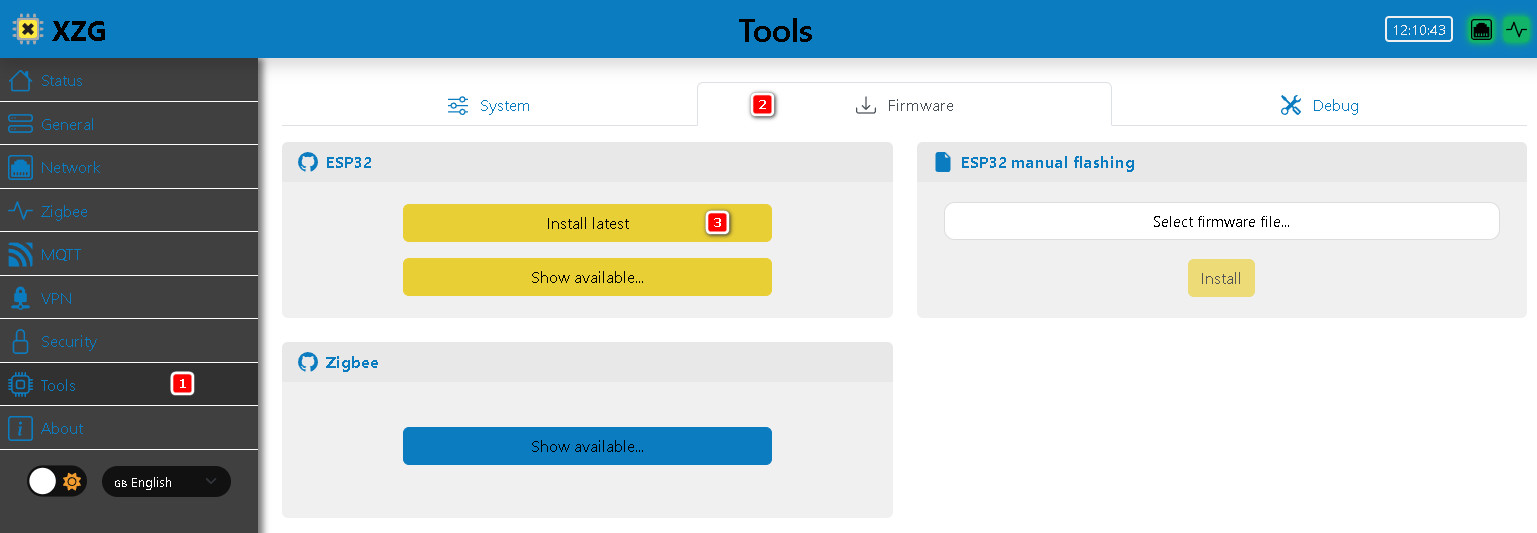 XZG
Tools
12:10:43
Status
General
Network
Zigbee
MQTT
VPN
Security
Tools 1
About
GB English
System
2 Firmware
Debug
ESP32
Install latest 3
Show available...
ESP32 manual flashing
Select firmware file...
Install
Zigbee
Show available...